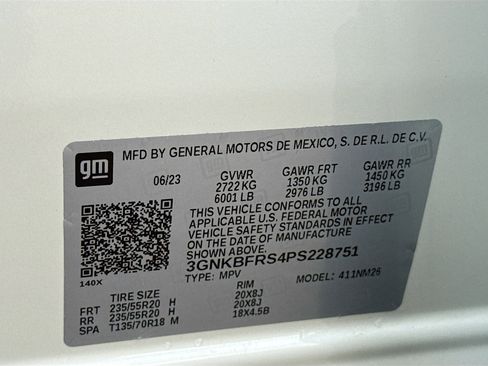 gm
MFD BY GENERAL MOTORS DE MEXICO, S. DE R.L. DE C.V.
06/23 GVWR GAWR FRT GAWR RR
2722 KG 1350 KG 1450 KG
6001 LB 2976 LB 3196 LB
THIS VEHICLE CONFORMS TO ALL
APPLICABLE U.S. FEDERAL MOTOR
VEHICLE SAFETY STANDARDS IN EFFECT
ON THE DATE OF MANUFACTURE
SHOWN ABOVE.
3GNKBFRS4PS228751
140X TYPE: MPV MODEL: 411NM26
TIRE SIZE RIM
FRT 235/55R20 H 20X8J
RR 235/55R20 H 20X8J
SPA T135/70R18 M 18X4.5B